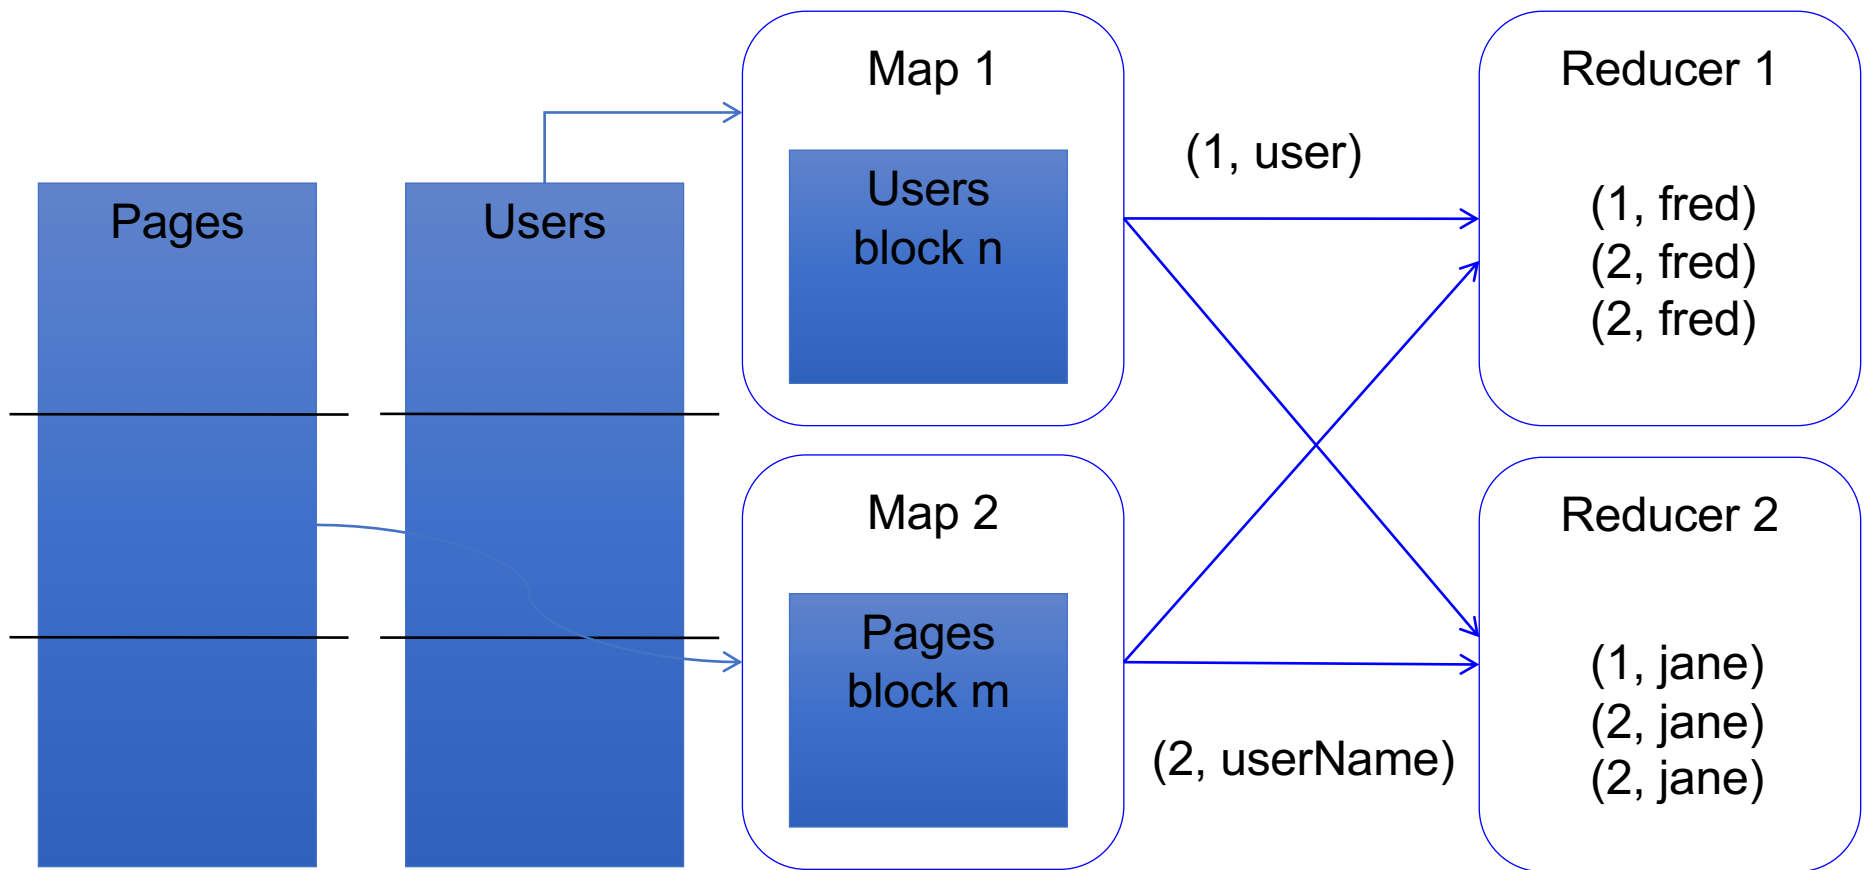 Pages
Users
Map 1
Users
block n
(1, user)
Reducer 1
(1, fred)
(2, fred)
(2, fred)
Map 2
Pages
block m
(2, userName)
Reducer 2
(1, jane)
(2, jane)
(2, jane)